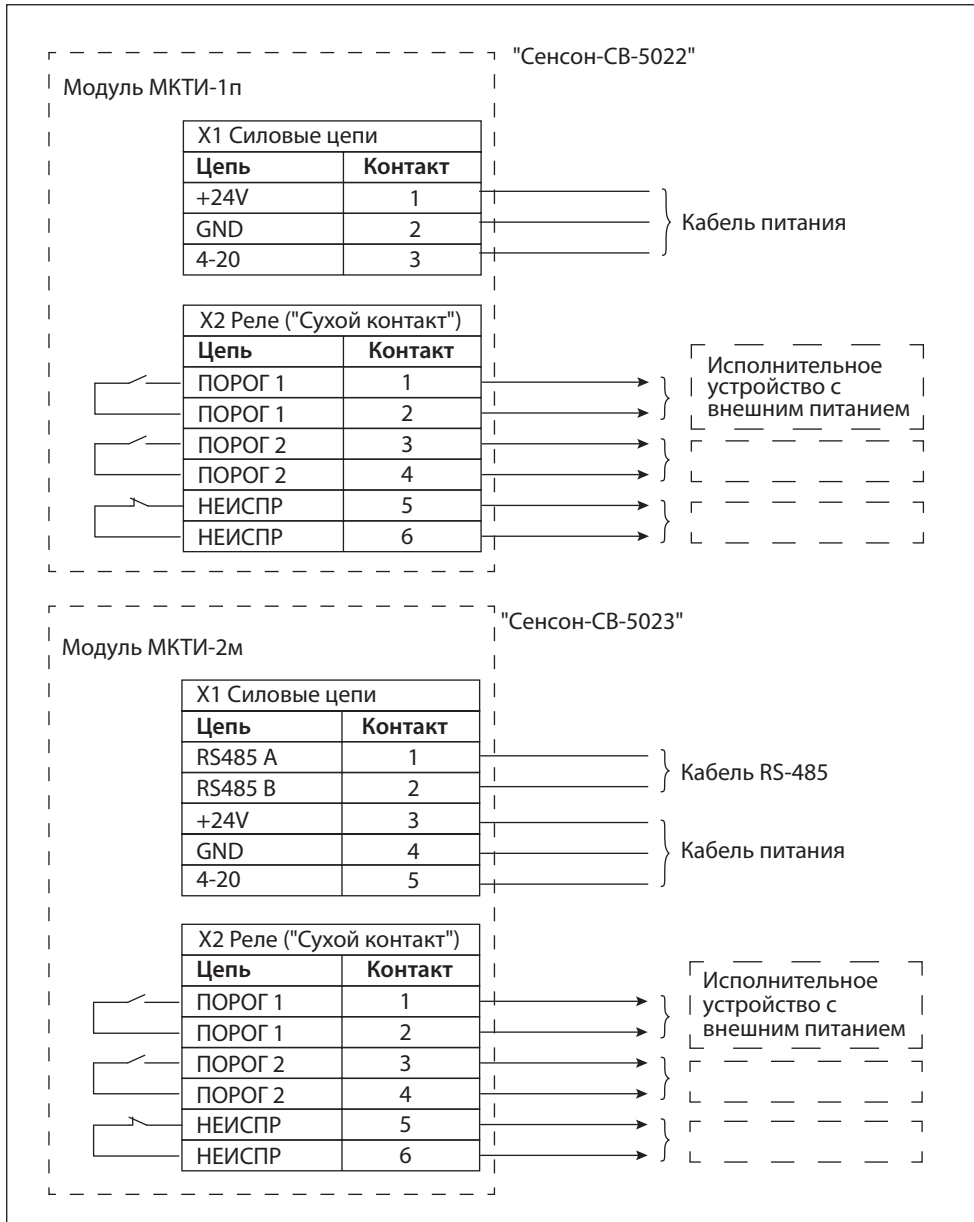 "Сенсон-СВ-5022"
Модуль МКТИ-1п
X1 Силовые цепи
Цепь Контакт
+24V 1
GND 2
4-20 3
Кабель питания
X2 Реле ("Сухой контакт")
Цепь Контакт
ПОРОГ 1 1
ПОРОГ 1 2
ПОРОГ 2 3
ПОРОГ 2 4
НЕИСПР 5
НЕИСПР 6
Исполнительное
устройство с
внешним питанием
"Сенсон-СВ-5023"
Модуль МКТИ-2м
X1 Силовые цепи
Цепь Контакт
RS485 A 1
RS485 B 2
+24V 3
GND 4
4-20 5
Кабель RS-485
Кабель питания
X2 Реле ("Сухой контакт")
Цепь Контакт
ПОРОГ 1 1
ПОРОГ 1 2
ПОРОГ 2 3
ПОРОГ 2 4
НЕИСПР 5
НЕИСПР 6
Исполнительное
устройство с
внешним питанием